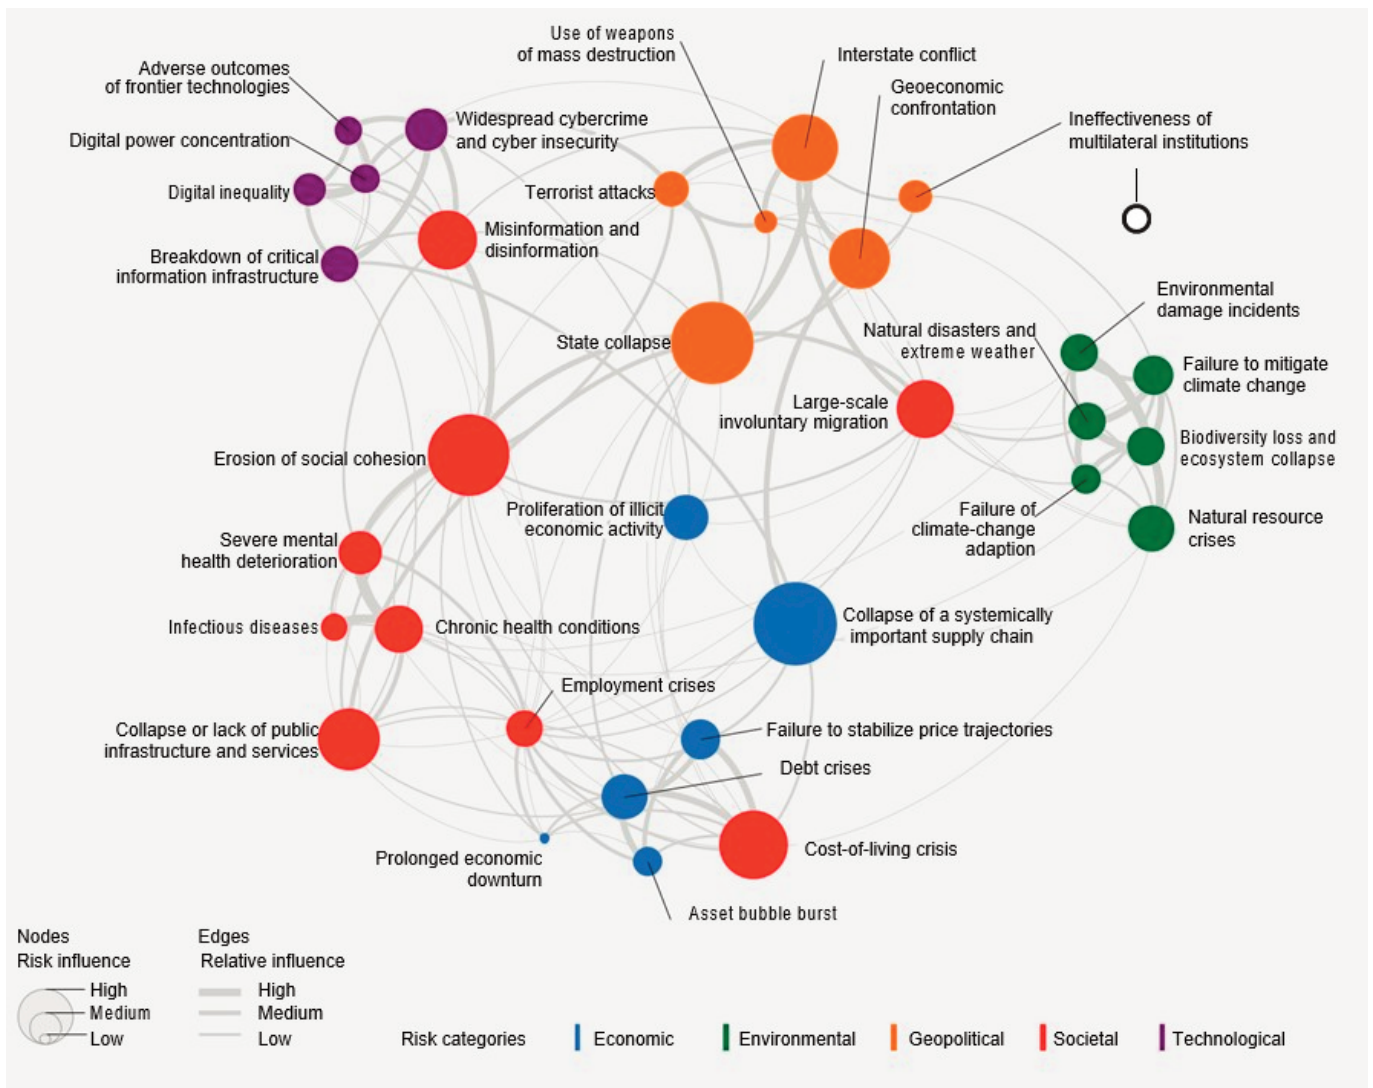 Use of weapons
of mass destruction
Interstate conflict
Adverse outcomes
of frontier technologies
Geoeconomic
confrontation
Widespread cybercrime
and cyber insecurity
Ineffectiveness of
multilateral institutions
Digital power concentration
Digital inequality
Terrorist attacks
Misinformation and
disinformation
Breakdown of critical
information infrastructure
Environmental
damage incidents
Natural disasters and
extreme weather
State collapse
Failure to mitigate
climate change
Large-scale
involuntary migration
Biodiversity loss and
ecosystem collapse
Erosion of social cohesion
Proliferation of illicit
economic activity
Failure of
climate-change
adaption
Natural resource
crises
Severe mental
health deterioration
Infectious diseases
Chronic health conditions
Collapse of a systemically
important supply chain
Employment crises
Collapse or lack of public
infrastructure and services
Failure to stabilize price trajectories
Debt crises
Prolonged economic
downturn
Cost-of-living crisis
Asset bubble burst
Nodes
Risk influence
High
Medium
Low
Edges
Relative influence
High
Medium
Low
Risk categories
Economic
Environmental
Geopolitical
Societal
Technological